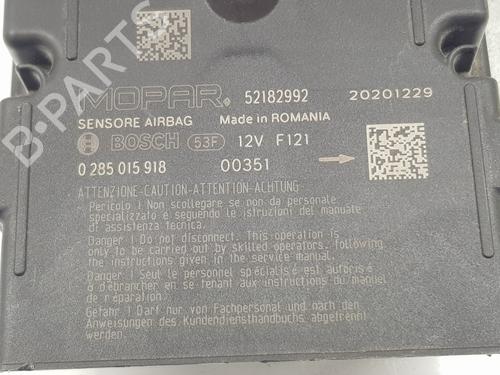 MOPAR 52182992 20201229
SENSORE AIRBAG Made in ROMANIA
BOSCH 53F 12V F121
0 285 015 918 00351
ATTENZIONE-CAUTION-ATTENTION-ACHTUNG
Pericolo ! Non scollegare se non da personale
specializzato e seguendo le istruzioni del manuale
di assistenza tecnica.
Danger ! Do not disconnect. This operation ist
only to be carried out by skilled operators, following
the instructions given in the service manual.
Danger ! Seul le personnel spécialisé est autorisé
à débrancher en se tenant aux instructions du manuel
de réparation.
Gefahr ! Darf nur von Fachpersonal und nach den
Anweisungen des Kundendiensthandbuchs abgetrennt
werden.
B-PARTS